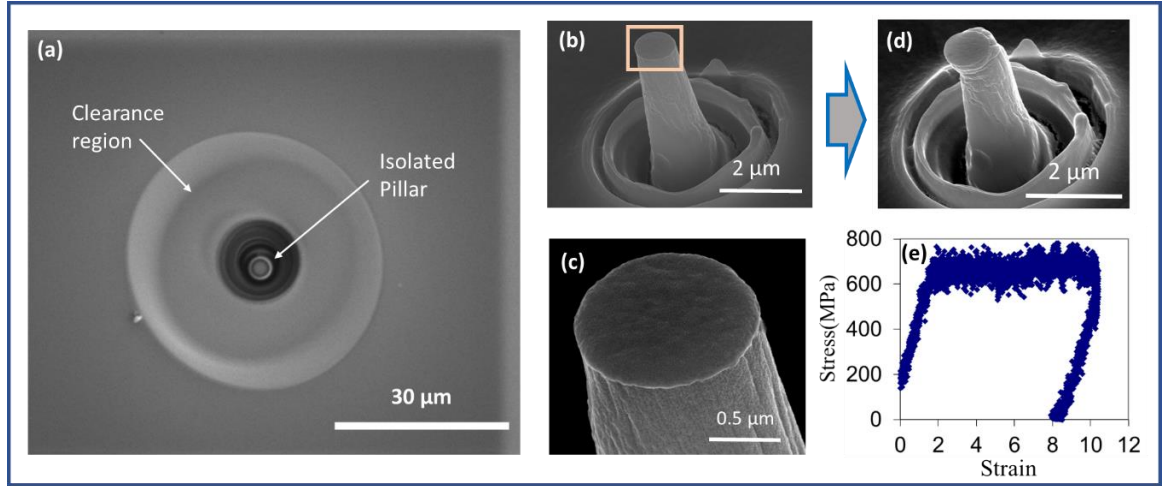 (a)
Clearance
region
Isolated
Pillar
30 μm
(b)
2 μm
(d)
2 μm
(c)
0.5 μm
(e)
800
600
400
200
0
Stress(MPa)
0 2 4 6 8 10 12
Strain